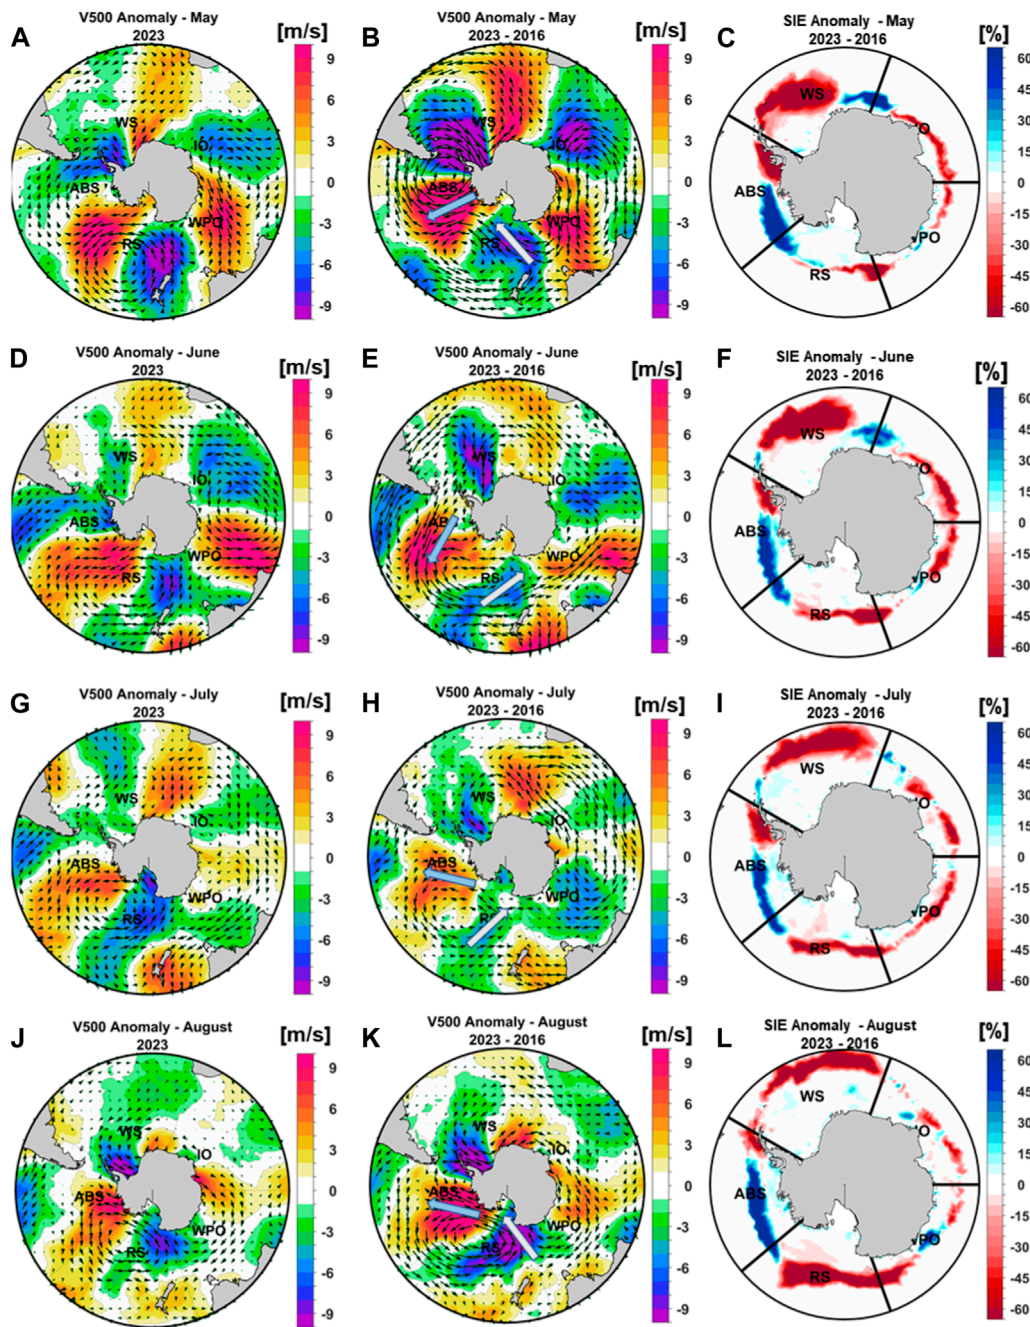 A
V500 Anomaly - May
2023
[m/s]
WS
IO
ABS
WPO
RS
9
6
3
0
-3
-6
-9
B
V500 Anomaly - May
2023 - 2016
[m/s]
WS
IO
ABS
WPO
RS
9
6
3
0
-3
-6
-9
C
SIE Anomaly - May
2023 - 2016
[%]
WS
O
ABS
PO
RS
60
45
30
15
0
-15
-30
-45
-60
D
V500 Anomaly - June
2023
[m/s]
WS
IO
ABS
WPO
RS
9
6
3
0
-3
-6
-9
E
V500 Anomaly - June
2023 - 2016
[m/s]
WS
IO
AB
WPO
RS
9
6
3
0
-3
-6
-9
F
SIE Anomaly - June
2023 - 2016
[%]
WS
O
ABS
PO
RS
60
45
30
15
0
-15
-30
-45
-60
G
V500 Anomaly - July
2023
[m/s]
WS
IO
ABS
WPO
RS
9
6
3
0
-3
-6
-9
H
V500 Anomaly - July
2023 - 2016
[m/s]
WS
IO
ABS
WPO
R
9
6
3
0
-3
-6
-9
I
SIE Anomaly - July
2023 - 2016
[%]
WS
O
ABS
PO
RS
60
45
30
15
0
-15
-30
-45
-60
J
V500 Anomaly - August
2023
[m/s]
WS
IO
ABS
WPO
RS
9
6
3
0
-3
-6
-9
K
V500 Anomaly - August
2023 - 2016
[m/s]
WS
IO
ABS
WPO
RS
9
6
3
0
-3
-6
-9
L
SIE Anomaly - August
2023 - 2016
[%]
WS
O
ABS
PO
RS
60
45
30
15
0
-15
-30
-45
-60